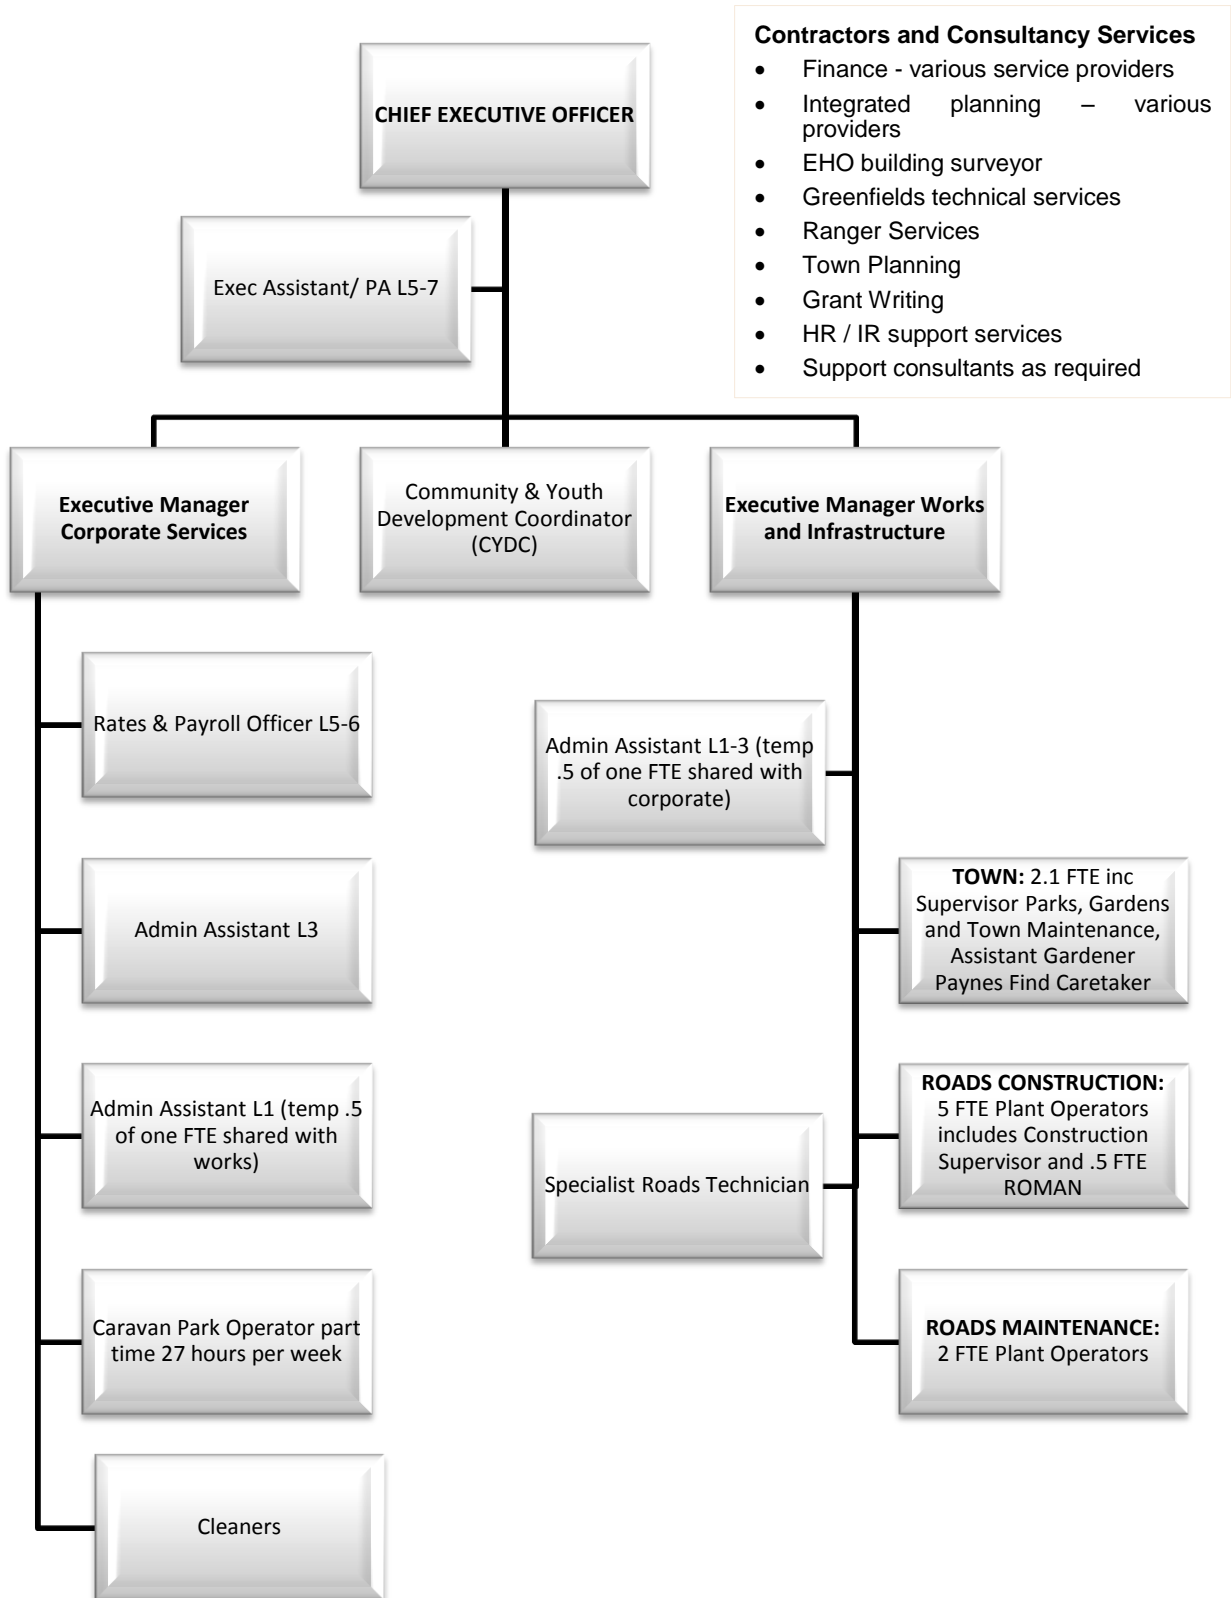 Contractors and Consultancy Services
• Finance - various service providers
• Integrated planning – various
providers
• EHO building surveyor
• Greenfields technical services
• Ranger Services
• Town Planning
• Grant Writing
• HR / IR support services
• Support consultants as required
CHIEF EXECUTIVE OFFICER
Exec Assistant/ PA L5-7
Executive Manager
Corporate Services
Community & Youth
Development Coordinator
(CYDC)
Executive Manager Works
and Infrastructure
Rates & Payroll Officer L5-6
Admin Assistant L3
Admin Assistant L1 (temp .5
of one FTE shared with
works)
Caravan Park Operator part
time 27 hours per week
Cleaners
Admin Assistant L1-3 (temp
.5 of one FTE shared with
corporate)
Specialist Roads Technician
TOWN: 2.1 FTE inc
Supervisor Parks, Gardens
and Town Maintenance,
Assistant Gardener
Paynes Find Caretaker
ROADS CONSTRUCTION:
5 FTE Plant Operators
includes Construction
Supervisor and .5 FTE
ROMAN
ROADS MAINTENANCE:
2 FTE Plant Operators